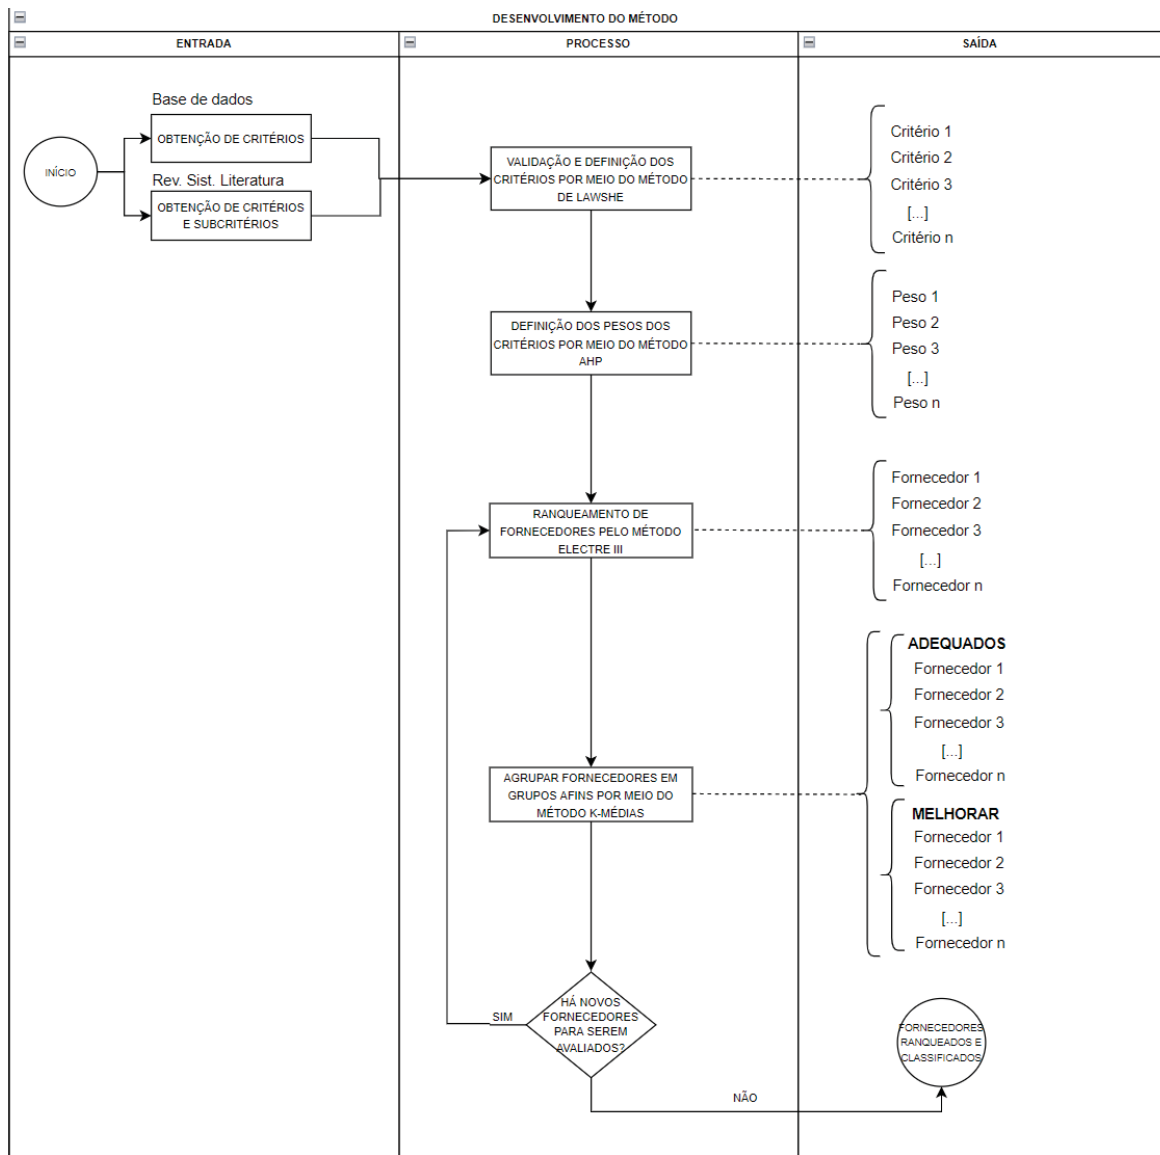 DESENVOLVIMENTO DO MÉTODO
ENTRADA
PROCESSO
SAÍDA
Base de dados
INÍCIO
OBTENÇÃO DE CRITÉRIOS
Rev. Sist. Literatura
OBTENÇÃO DE CRITÉRIOS
E SUBCRITÉRIOS
VALIDAÇÃO E DEFINIÇÃO DOS
CRITÉRIOS POR MEIO DO MÉTODO
DE LAWSHE
Critério 1
Critério 2
Critério 3
[...]
Critério n
DEFINIÇÃO DOS PESOS DOS
CRITÉRIOS POR MEIO DO MÉTODO
AHP
Peso 1
Peso 2
Peso 3
[...]
Peso n
RANQUEAMENTO DE
FORNECEDORES PELO MÉTODO
ELECTRE III
Fornecedor 1
Fornecedor 2
Fornecedor 3
[...]
Fornecedor n
AGRUPAR FORNECEDORES EM
GRUPOS AFINS POR MEIO DO
MÉTODO K-MÉDIAS
ADEQUADOS
Fornecedor 1
Fornecedor 2
Fornecedor 3
[...]
Fornecedor n
MELHORAR
Fornecedor 1
Fornecedor 2
Fornecedor 3
[...]
Fornecedor n
HÁ NOVOS
FORNECEDORES
PARA SEREM
AVALIADOS?
SIM
NÃO
FORNECEDORES
RANQUEADOS E
CLASSIFICADOS